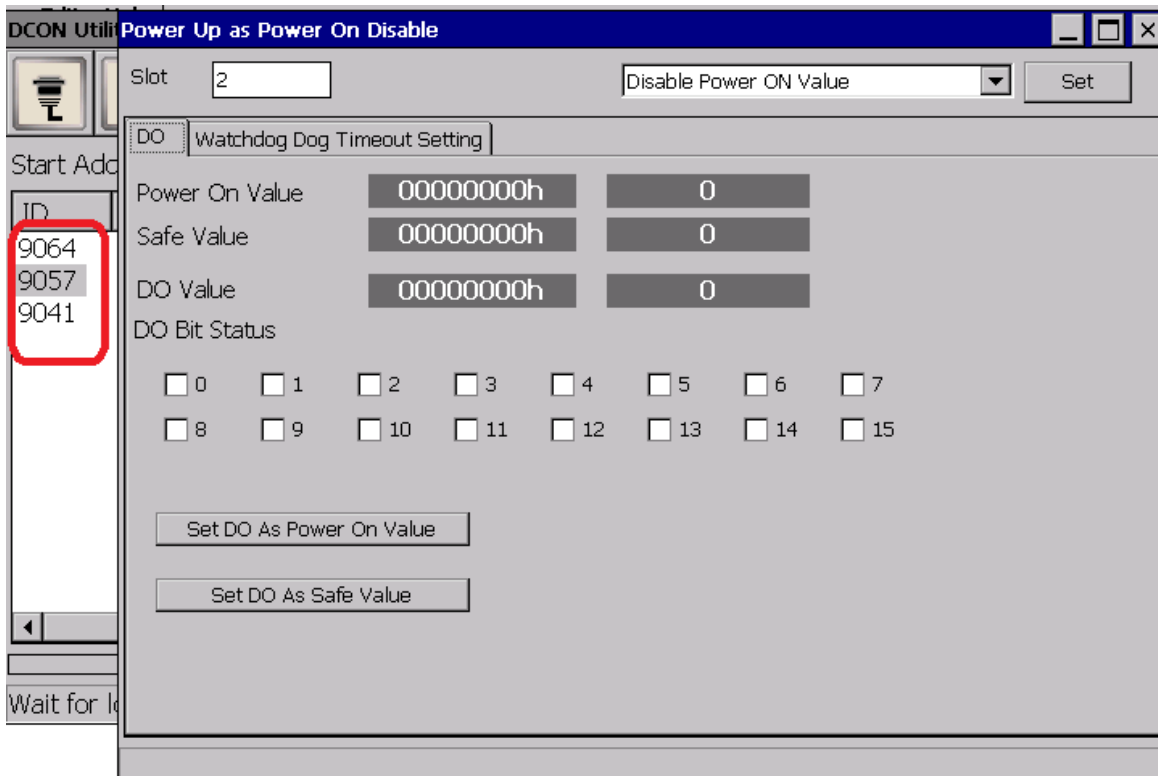 DCON Utili
Power Up as Power On Disable
Slot
2
Disable Power ON Value
Set
DO
Watchdog Dog Timeout Setting
Start Add
ID
9064
9057
9041
Power On Value
00000000h
0
Safe Value
00000000h
0
DO Value
00000000h
0
DO Bit Status
0 1 2 3 4 5 6 7
8 9 10 11 12 13 14 15
Set DO As Power On Value
Set DO As Safe Value
Wait for